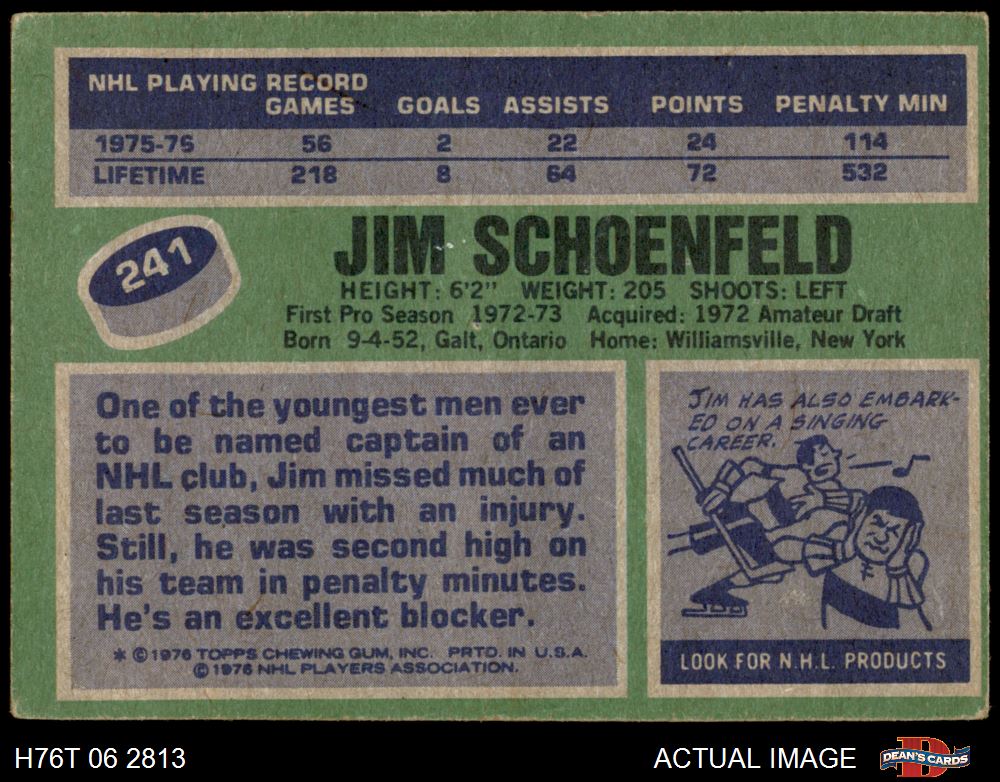 NHL PLAYING RECORD
GAMES GOALS ASSISTS POINTS PENALTY MIN
1975-76 56 2 22 24 114
LIFETIME 218 8 64 72 532
241
JIM SCHOENFELD
HEIGHT: 6'2" WEIGHT: 205 SHOOTS: LEFT
First Pro Season 1972-73 Acquired: 1972 Amateur Draft
Born 9-4-52, Galt, Ontario Home: Williamsville, New York
One of the youngest men ever
to be named captain of an
NHL club, Jim missed much of
last season with an injury.
Still, he was second high on
his team in penalty minutes.
He's an excellent blocker.
* © 1976 TOPPS CHEWING GUM, INC. PRTD. IN U.S.A.
© 1976 NHL PLAYERS ASSOCIATION.
JIM HAS ALSO EMBARK-
ED ON A SINGING
CAREER.
LOOK FOR N.H.L. PRODUCTS
H76T 06 2813
ACTUAL IMAGE
D
DEAN'S CARDS